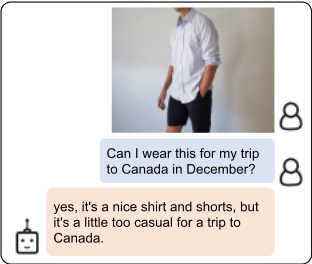 Can I wear this for my trip
to Canada in December?
yes, it's a nice shirt and shorts, but
it's a little too casual for a trip to
Canada.